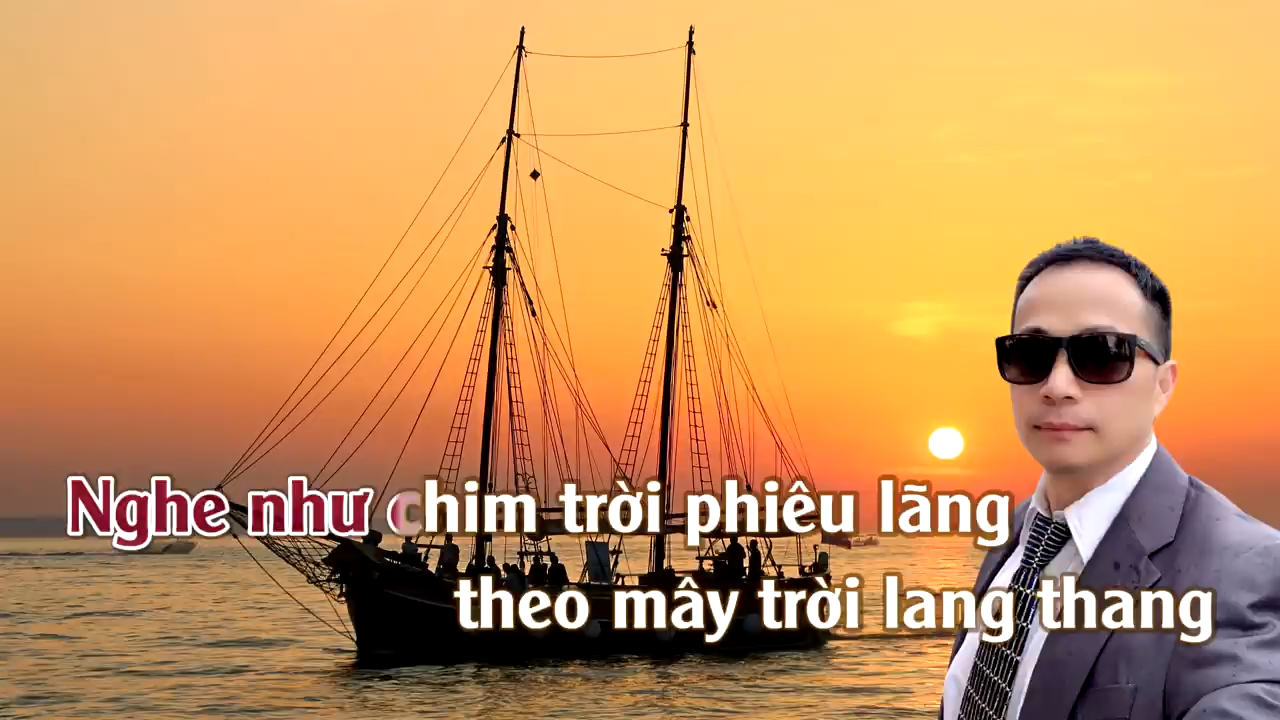 Nghe như chim trời phiêu lãng
theo mây trời lang thang